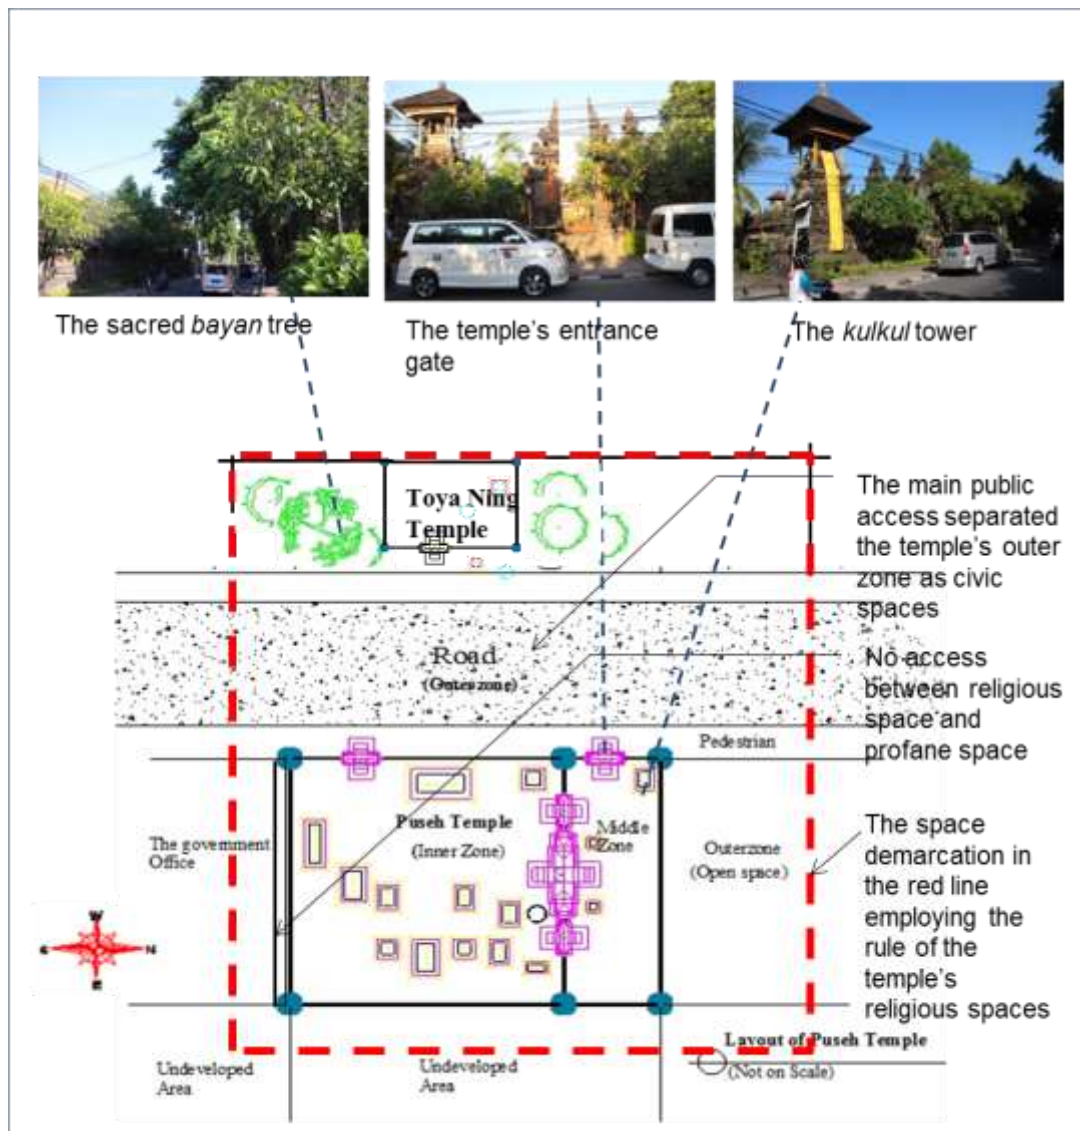 The sacred bayan tree
The temple's entrance
gate
The kulkul tower
Toya Ning
Temple
The main public
access separated
the temple's outer
zone as civic
spaces
Road
(Outerzone)
No access
between religious
space and
profane space
Pedestrian
The government
Office
Puseh Temple
(Inner Zone)
Middle
Zone
Outerzone
(Open space)
The space
demarcation in
the red line
employing the
rule of the
temple's
religious spaces
W
S
N
E
Layout of Puseh Temple
(Not on Scale)
Undeveloped
Area
Undeveloped
Area